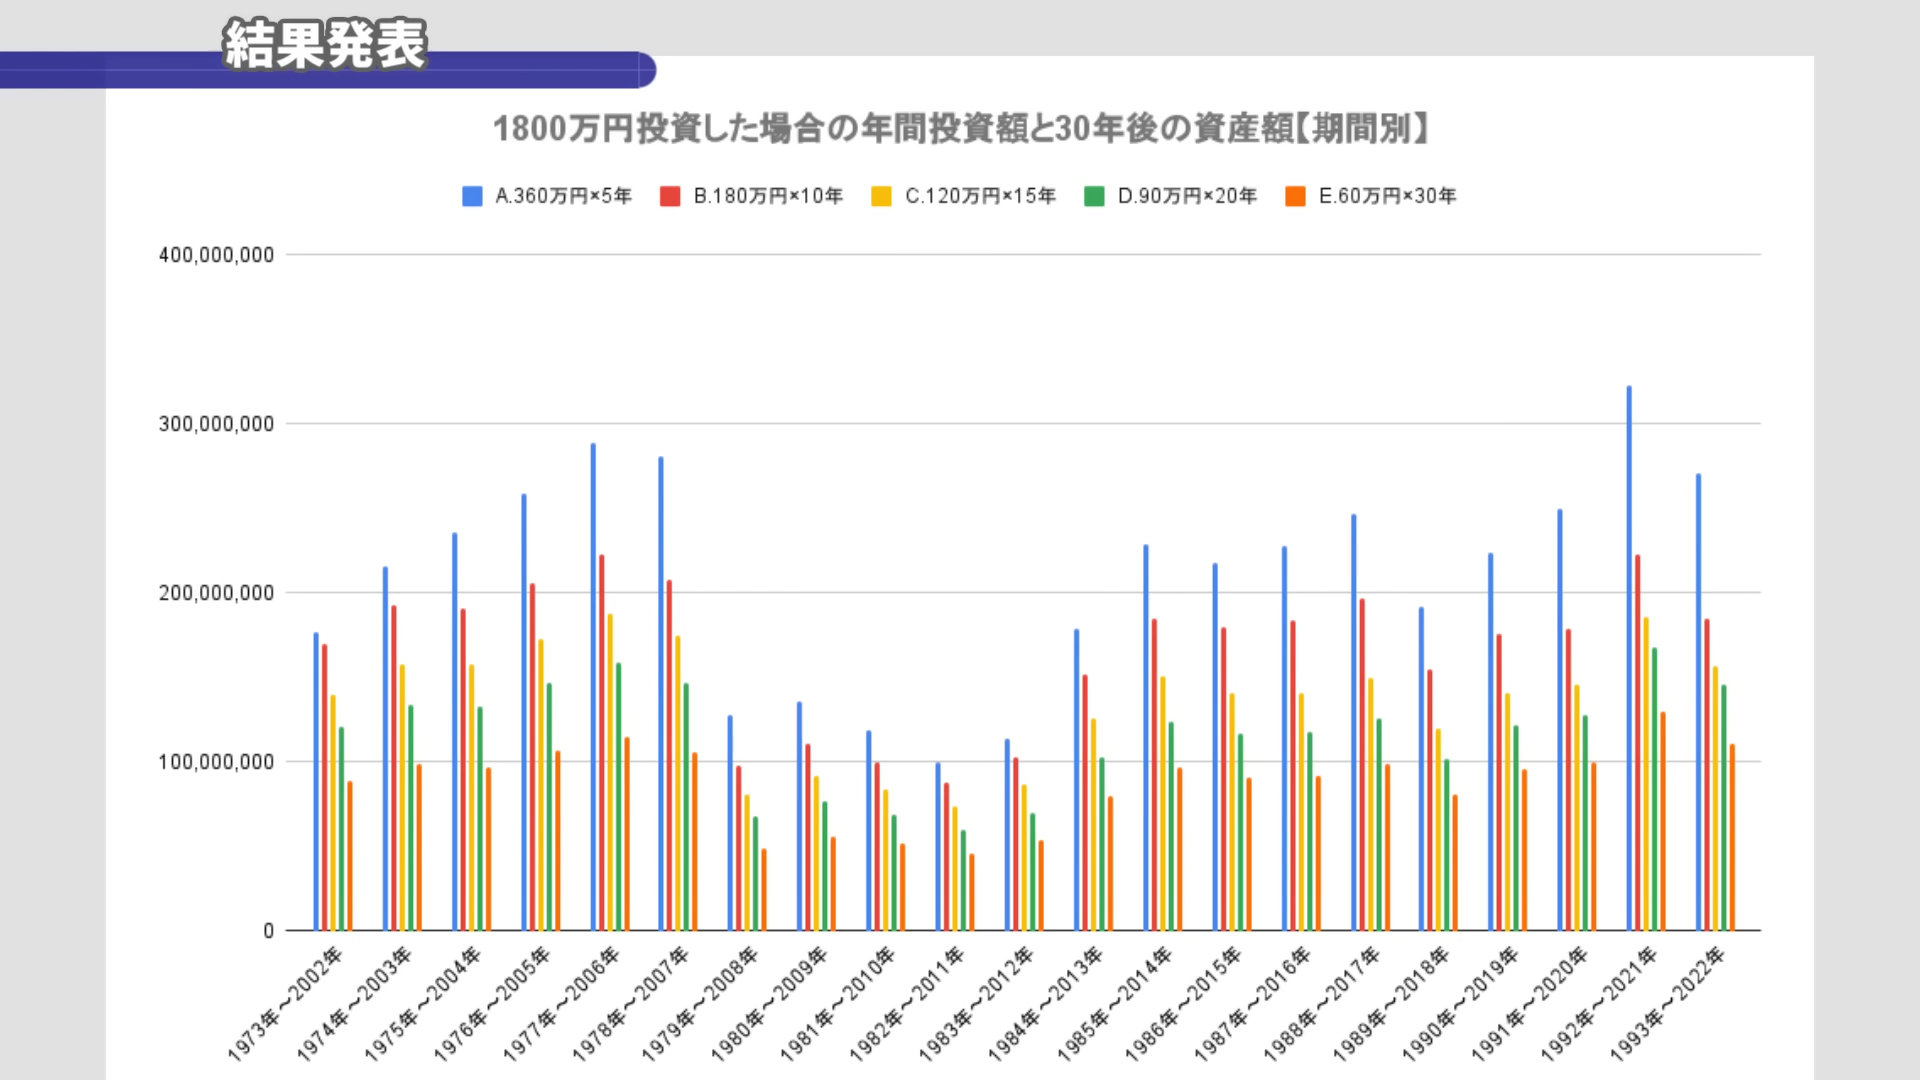 結果発表
1800万円投資した場合の年間投資額と30年後の資産額【期間別】
A.360万円×5年
B.180万円×10年
C.120万円×15年
D.90万円×20年
E.60万円×30年
400,000,000
300,000,000
200,000,000
100,000,000
0
1973年～2002年
1974年～2003年
1975年～2004年
1976年～2005年
1977年～2006年
1978年～2007年
1979年～2008年
1980年～2009年
1981年～2010年
1982年～2011年
1983年～2012年
1984年～2013年
1985年～2014年
1986年～2015年
1987年～2016年
1988年～2017年
1989年～2018年
1990年～2019年
1991年～2020年
1992年～2021年
1993年～2022年